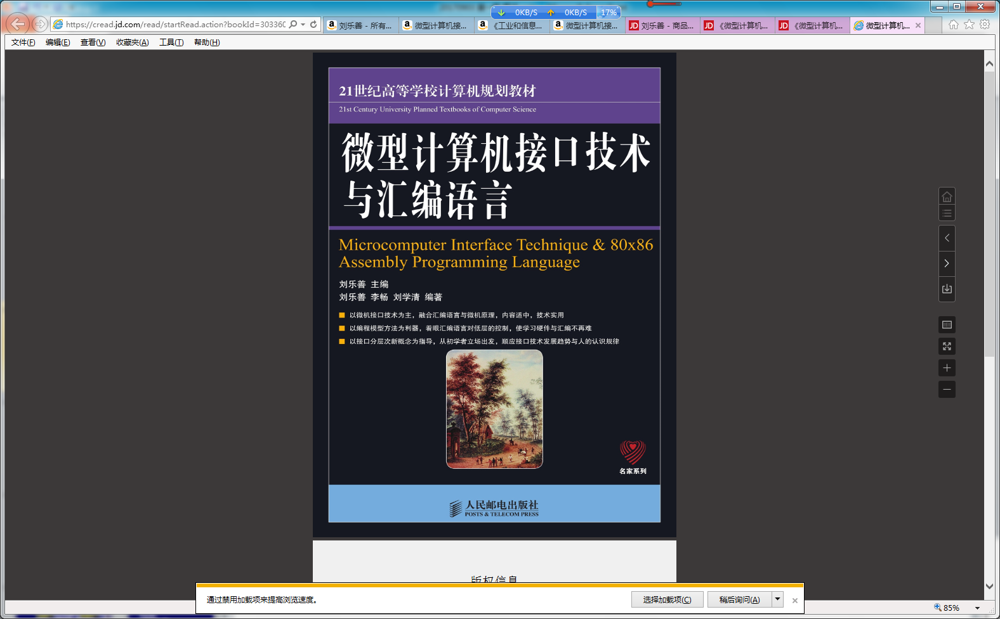 0KB/S 0KB/S 17%
https://cread.jd.com/read/startRead.action?bookId=30336
刘乐善 - 所有...
微型计算机接...
《工业和信息...
微型计算机接...
刘乐善 - 商品...
《微型计算机...
《微型计算机...
微型计算机...
文件(F) 编辑(E) 查看(V) 收藏夹(A) 工具(T) 帮助(H)
21世纪高等学校计算机规划教材
21st Century University Planned Textbooks of Computer Science
微型计算机接口技术
与汇编语言
Microcomputer Interface Technique & 80x86
Assembly Programming Language
刘乐善 主编
刘乐善 李畅 刘学清 编著
以微机接口技术为主，融合汇编语言与微机原理，内容适中，技术实用
以编程模型方法为利器，着眼汇编语言对低层的控制，使学习硬件与汇编不再难
以接口分层次新概念为指导，从初学者立场出发，顺应接口技术发展趋势与人的认识规律
名家系列
人民邮电出版社
POSTS & TELECOM PRESS
版权信息
通过禁用加载项来提高浏览速度。
选择加载项(C) 稍后询问(A)
85%